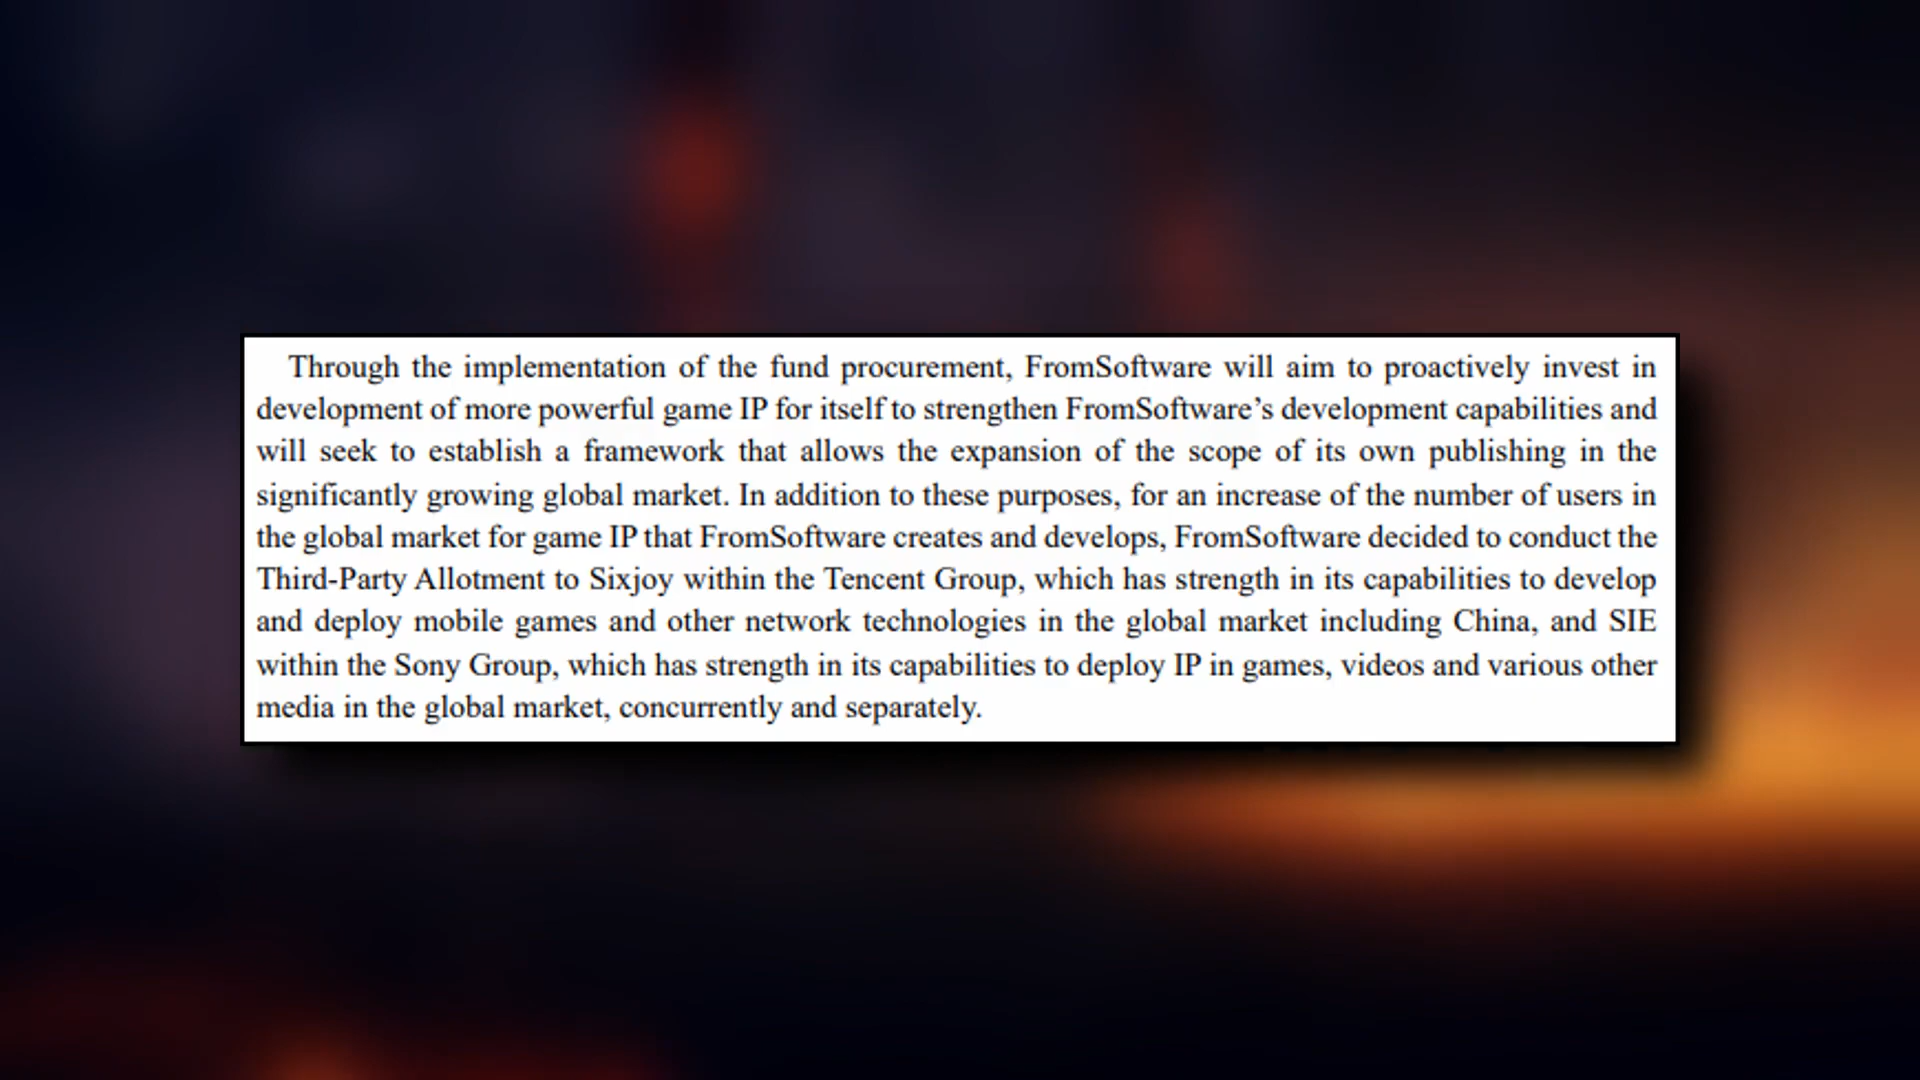 Through the implementation of the fund procurement, FromSoftware will aim to proactively invest in
development of more powerful game IP for itself to strengthen FromSoftware’s development capabilities and
will seek to establish a framework that allows the expansion of the scope of its own publishing in the
significantly growing global market. In addition to these purposes, for an increase of the number of users in
the global market for game IP that FromSoftware creates and develops, FromSoftware decided to conduct the
Third-Party Allotment to Sixjoy within the Tencent Group, which has strength in its capabilities to develop
and deploy mobile games and other network technologies in the global market including China, and SIE
within the Sony Group, which has strength in its capabilities to deploy IP in games, videos and various other
media in the global market, concurrently and separately.